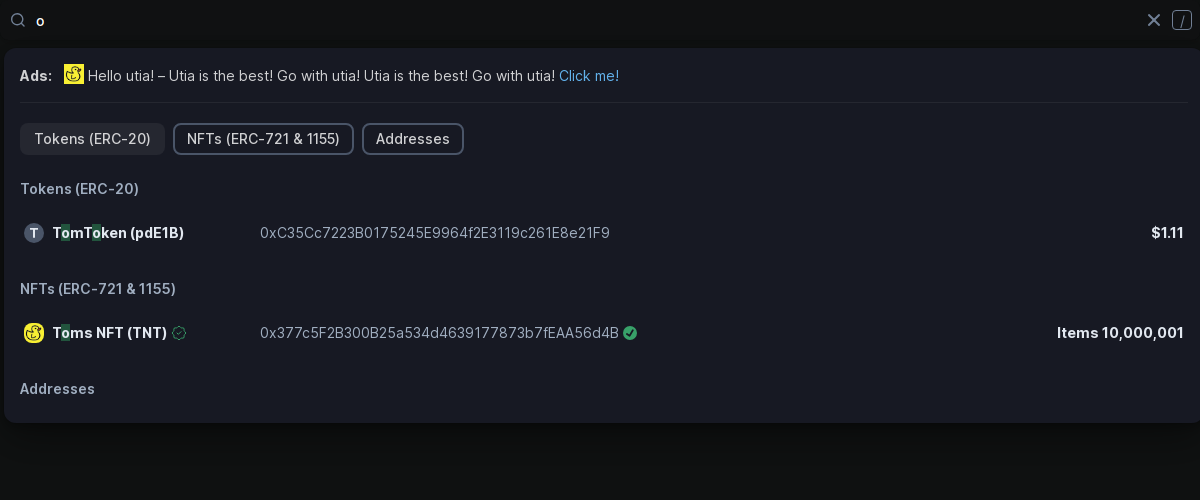 o
/
Ads: Hello utia! – Utia is the best! Go with utia! Utia is the best! Go with utia! Click me!
Tokens (ERC-20) NFTs (ERC-721 & 1155) Addresses
Tokens (ERC-20)
T TomToken (pdE1B) 0xC35Cc7223B0175245E9964f2E3119c261E8e21F9 $1.11
NFTs (ERC-721 & 1155)
Toms NFT (TNT) 0x377c5F2B300B25a534d4639177873b7fEAA56d4B Items 10,000,001
Addresses